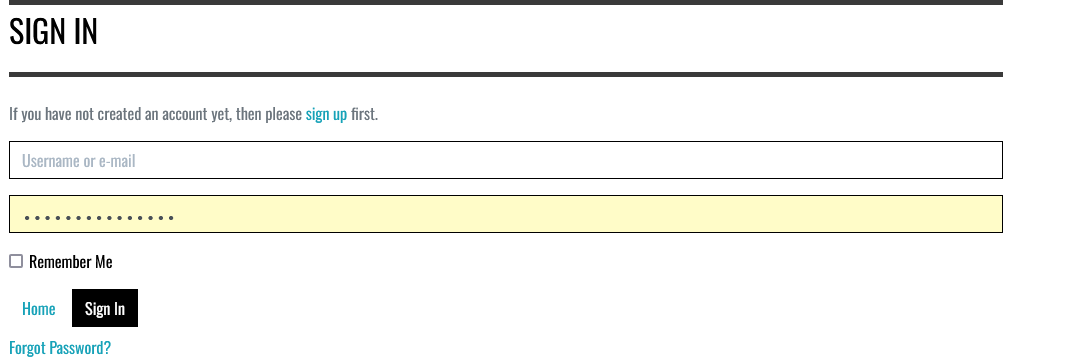 SIGN IN
If you have not created an account yet, then please sign up first.
Username or e-mail
•••••••••••••••
Remember Me
Home Sign In
Forgot Password?